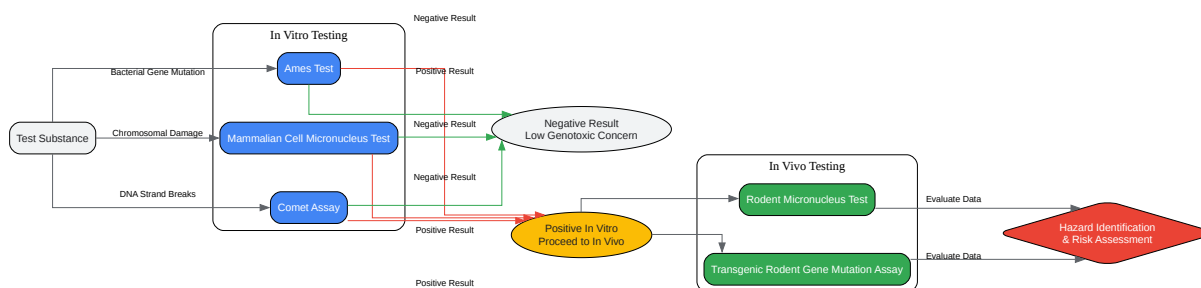 Negative Result
In Vitro Testing
Ames Test
Bacterial Gene Mutation
Positive Result
Negative Result
Low Genotoxic Concern
Test Substance
Chromosomal Damage
Mammalian Cell Micronucleus Test
Negative Result
In Vivo Testing
Negative Result
DNA Strand Breaks
Comet Assay
Rodent Micronucleus Test
Evaluate Data
Positive Result
Positive In Vitro
Proceed to In Vivo
Hazard Identification
& Risk Assessment
Transgenic Rodent Gene Mutation Assay
Evaluate Data
Positive Result